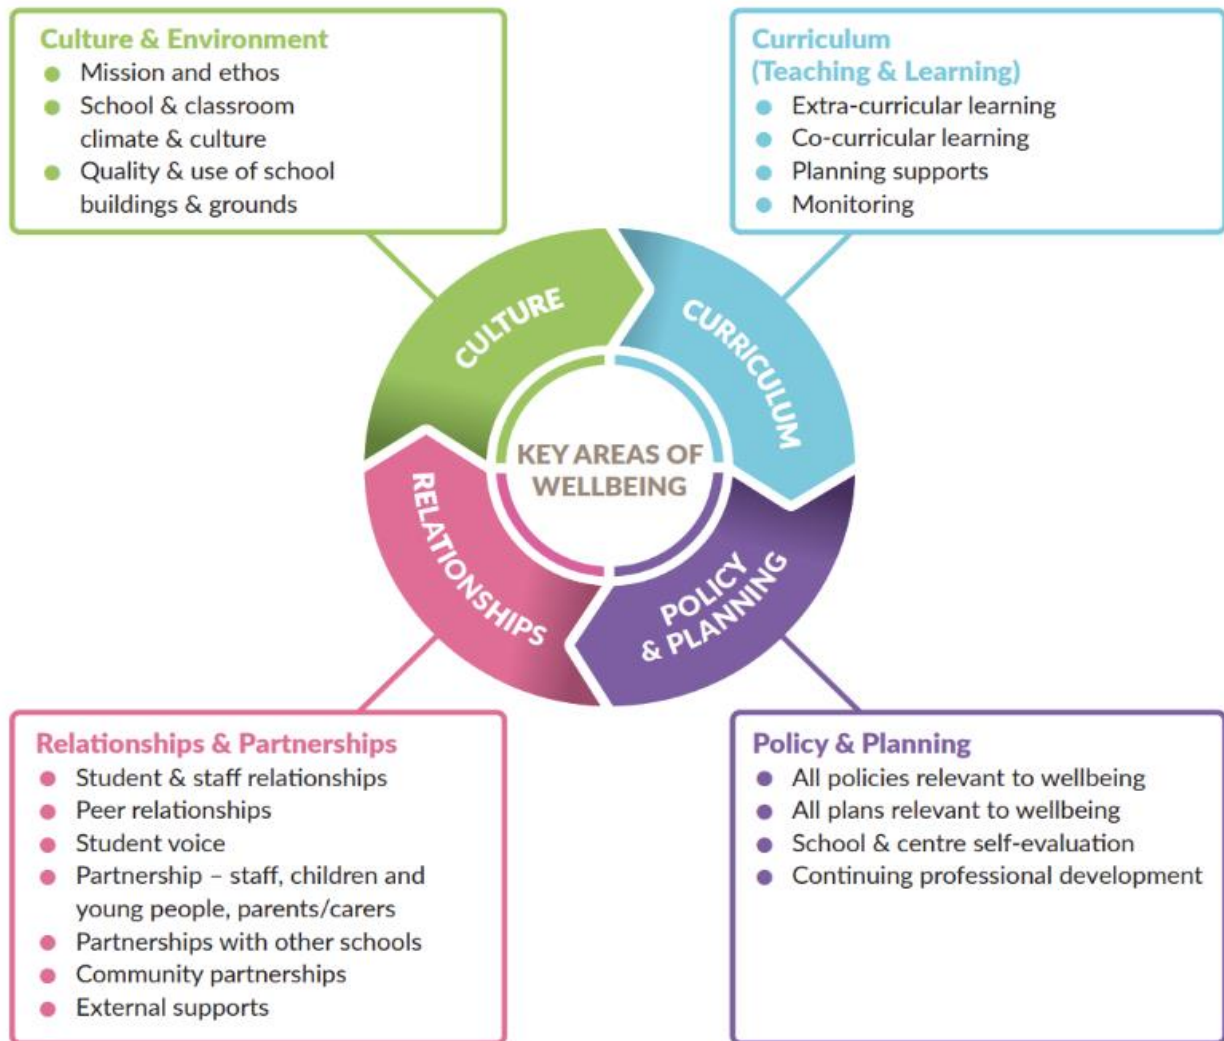 Culture & Environment
● Mission and ethos
● School & classroom
climate & culture
● Quality & use of school
buildings & grounds
Curriculum
(Teaching & Learning)
● Extra-curricular learning
● Co-curricular learning
● Planning supports
● Monitoring
CULTURE
CURRICULUM
KEY AREAS OF
WELLBEING
RELATIONSHIPS
POLICY
& PLANNING
Relationships & Partnerships
● Student & staff relationships
● Peer relationships
● Student voice
● Partnership – staff, children and
young people, parents/carers
● Partnerships with other schools
● Community partnerships
● External supports
Policy & Planning
● All policies relevant to wellbeing
● All plans relevant to wellbeing
● School & centre self-evaluation
● Continuing professional development